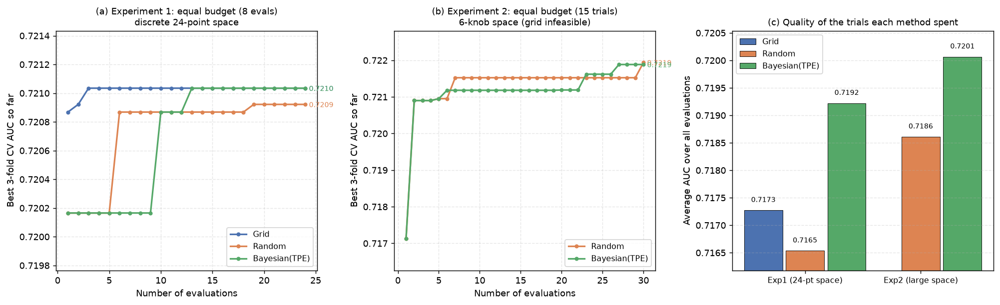 (a) Experiment 1: equal budget (8 evals)
discrete 24-point space
0.7214
0.7212
0.7210
0.7208
0.7206
0.7204
0.7202
0.7200
0.7198
Best 3-fold CV AUC so far
0.7210
0.7209
Grid
Random
Bayesian(TPE)
0 5 10 15 20 25
Number of evaluations
(b) Experiment 2: equal budget (15 trials)
6-knob space (grid infeasible)
0.722
0.721
0.720
0.719
0.718
0.717
Best 3-fold CV AUC so far
0.7219
0.7219
Random
Bayesian(TPE)
0 5 10 15 20 25 30
Number of evaluations
(c) Quality of the trials each method spent
0.7205
0.7200
0.7195
0.7190
0.7185
0.7180
0.7175
0.7170
0.7165
Average AUC over all evaluations
Grid
Random
Bayesian(TPE)
0.7173
0.7165
0.7192
0.7186
0.7201
Exp1 (24-pt space) Exp2 (large space)